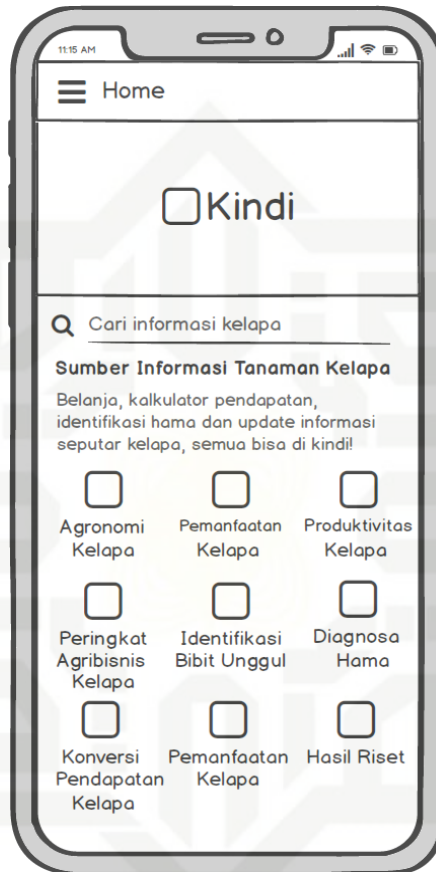 11:15 AM
Home
Kindi
Cari informasi kelapa
Sumber Informasi Tanaman Kelapa
Belanja, kalkulator pendapatan,
identifikasi hama dan update informasi
seputar kelapa, semua bisa di kindi!
Agronomi
Kelapa
Pemanfaatan
Kelapa
Produktivitas
Kelapa
Peringkat
Agribisnis
Kelapa
Identifikasi
Bibit Unggul
Diagnosa
Hama
Konversi
Pendapatan
Kelapa
Pemanfaatan
Kelapa
Hasil Riset